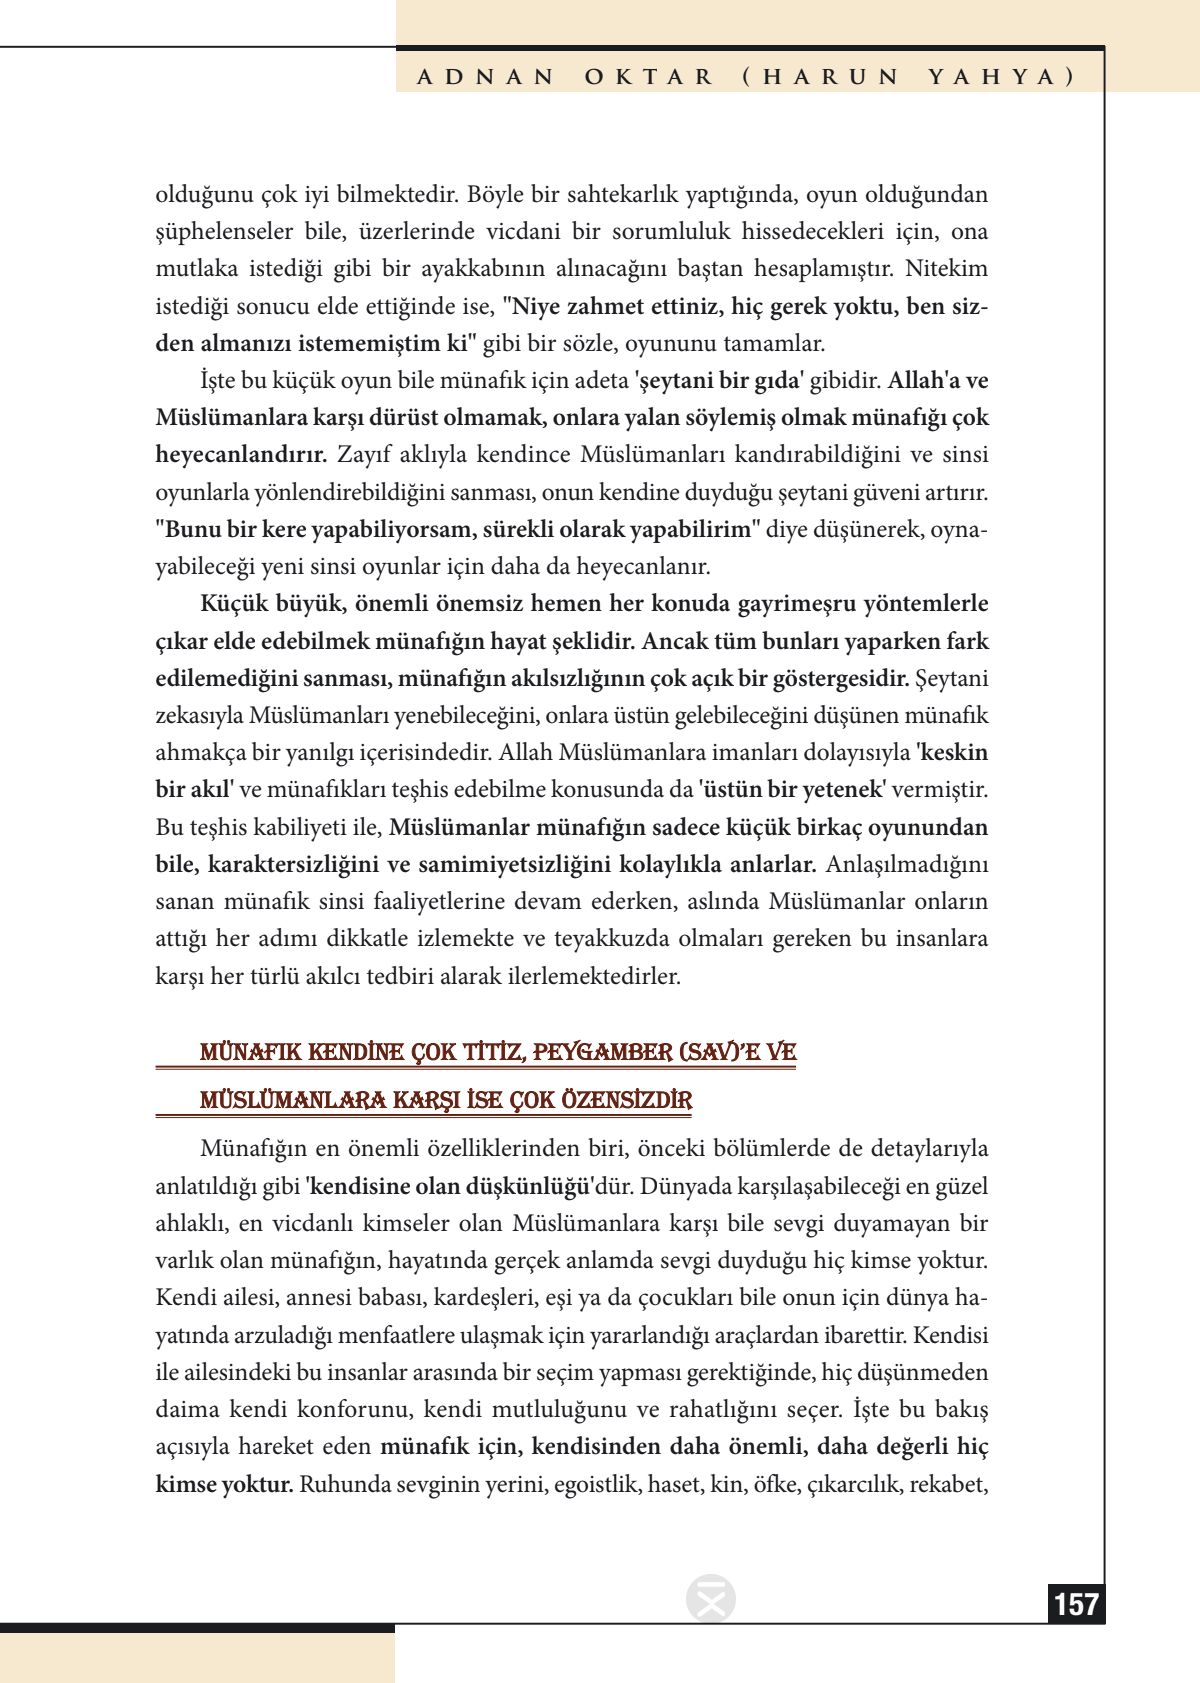 ADNAN OKTAR (HARUN YAHYA)
olduğunu çok iyi bilmektedir. Böyle bir sahtekarlık yaptığında, oyun olduğundan
şüphelenseler bile, üzerlerinde vicdani bir sorumluluk hissedecekleri için, ona
mutlaka istediği gibi bir ayakkabının alınacağını baştan hesaplamıştır. Nitekim
istediği sonucu elde ettiğinde ise, "Niye zahmet ettiniz, hiç gerek yoktu, ben siz-
den almanızı istememiştim ki" gibi bir sözle, oyununu tamamlar.
İşte bu küçük oyun bile münafık için adeta 'şeytani bir gıda' gibidir. Allah'a ve
Müslümanlara karşı dürüst olmamak, onlara yalan söylemiş olmak münafığı çok
heyecanlandırır. Zayıf aklıyla kendince Müslümanları kandırabildiğini ve sinsi
oyunlarla yönlendirebildiğini sanması, onun kendine duyduğu şeytani güveni artırır.
"Bunu bir kere yapabiliyorsam, sürekli olarak yapabilirim" diye düşünerek, oyna-
yabileceği yeni sinsi oyunlar için daha da heyecanlanır.
Küçük büyük, önemli önemsiz hemen her konuda gayrimeşru yöntemlerle
çıkar elde edebilmek münafığın hayat şeklidir. Ancak tüm bunları yaparken fark
edilemediğini sanması, münafığın akılsızlığının çok açık bir göstergesidir. Şeytani
zekasıyla Müslümanları yenebileceğini, onlara üstün gelebileceğini düşünen münafık
ahmakça bir yanılgı içerisindedir. Allah Müslümanlara imanları dolayısıyla 'keskin
bir akıl' ve münafıkları teşhis edebilme konusunda da 'üstün bir yetenek' vermiştir.
Bu teşhis kabiliyeti ile, Müslümanlar münafığın sadece küçük birkaç oyunundan
bile, karaktersizliğini ve samimiyetsizliğini kolaylıkla anlarlar. Anlaşılmadığını
sanan münafık sinsi faaliyetlerine devam ederken, aslında Müslümanlar onların
attığı her adımı dikkatle izlemekte ve teyakkuzda olmaları gereken bu insanlara
karşı her türlü akılcı tedbiri alarak ilerlemektedirler.
MÜNAFIK KENDİNE ÇOK TİTİZ, PEYGAMBER (SAV)'E VE
MÜSLÜMANLARA KARŞI İSE ÇOK ÖZENSİZDİR
Münafığın en önemli özelliklerinden biri, önceki bölümlerde de detaylarıyla
anlatıldığı gibi 'kendisine olan düşkünlüğü'dür. Dünyada karşılaşabileceği en güzel
ahlaklı, en vicdanlı kimseler olan Müslümanlara karşı bile sevgi duyamayan bir
varlık olan münafığın, hayatında gerçek anlamda sevgi duyduğu hiç kimse yoktur.
Kendi ailesi, annesi babası, kardeşleri, eşi ya da çocukları bile onun için dünya ha-
yatında arzuladığı menfaatlere ulaşmak için yararlandığı araçlardan ibarettir. Kendisi
ile ailesindeki bu insanlar arasında bir seçim yapması gerektiğinde, hiç düşünmeden
daima kendi konforunu, kendi mutluluğunu ve rahatlığını seçer. İşte bu bakış
açısıyla hareket eden münafık için, kendisinden daha önemli, daha değerli hiç
kimse yoktur. Ruhunda sevginin yerini, egoistlik, haset, kin, öfke, çıkarcılık, rekabet,
157